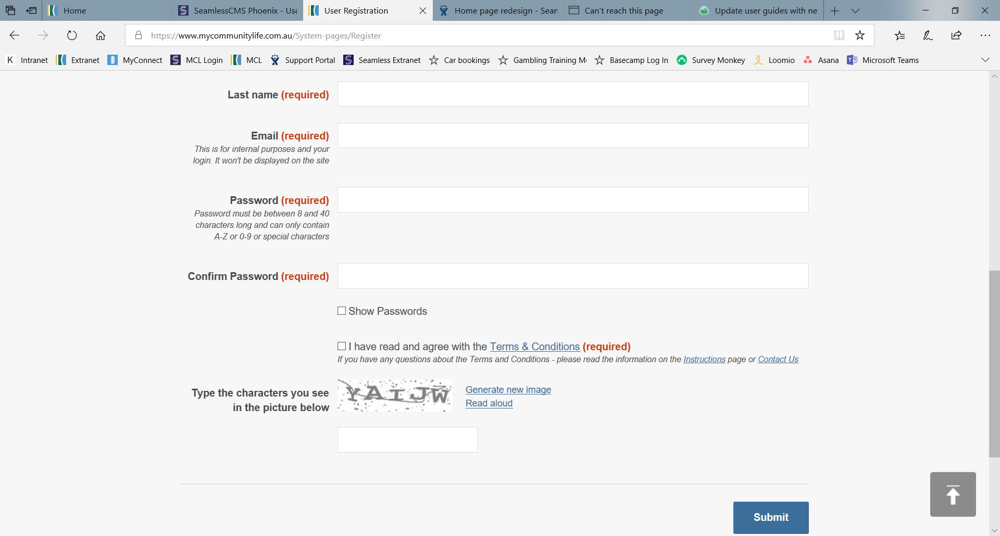 Home
SeamlessCMS Phoenix - Use
User Registration
Home page redesign - Sear
Can't reach this page
Update user guides with ne
https://www.mycommunitylife.com.au/System-pages/Register
Intranet
Extranet
MyConnect
MCL Login
MCL
Support Portal
Seamless Extranet
Car bookings
Gambling Training Mo
Basecamp Log In
Survey Monkey
Loomio
Asana
Microsoft Teams
Last name (required)
Email (required)
This is for internal purposes and your
login. It won't be displayed on the site
Password (required)
Password must be between 8 and 40
characters long and can only contain
A-Z or 0-9 or special characters
Confirm Password (required)
Show Passwords
I have read and agree with the Terms & Conditions (required)
If you have any questions about the Terms and Conditions - please read the information on the Instructions page or Contact Us
Type the characters you see
in the picture below
YAIJW
Generate new image
Read aloud
Submit